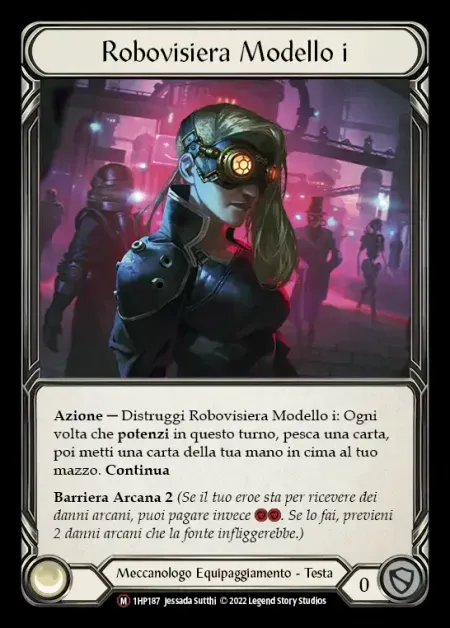 Robovisiera Modello i
Azione — Distruggi Robovisiera Modello i: Ogni
volta che potenzi in questo turno, pesca una carta,
poi metti una carta della tua mano in cima al tuo
mazzo. Continua
Barriera Arcana 2 (Se il tuo eroe sta per ricevere dei
danni arcani, puoi pagare invece . Se lo fai, previeni
2 danni arcani che la fonte infliggerebbe.)
Meccanologo Equipaggiamento - Testa
0
M 1HP187 Jessada Sutthi © 2022 Legend Story Studios